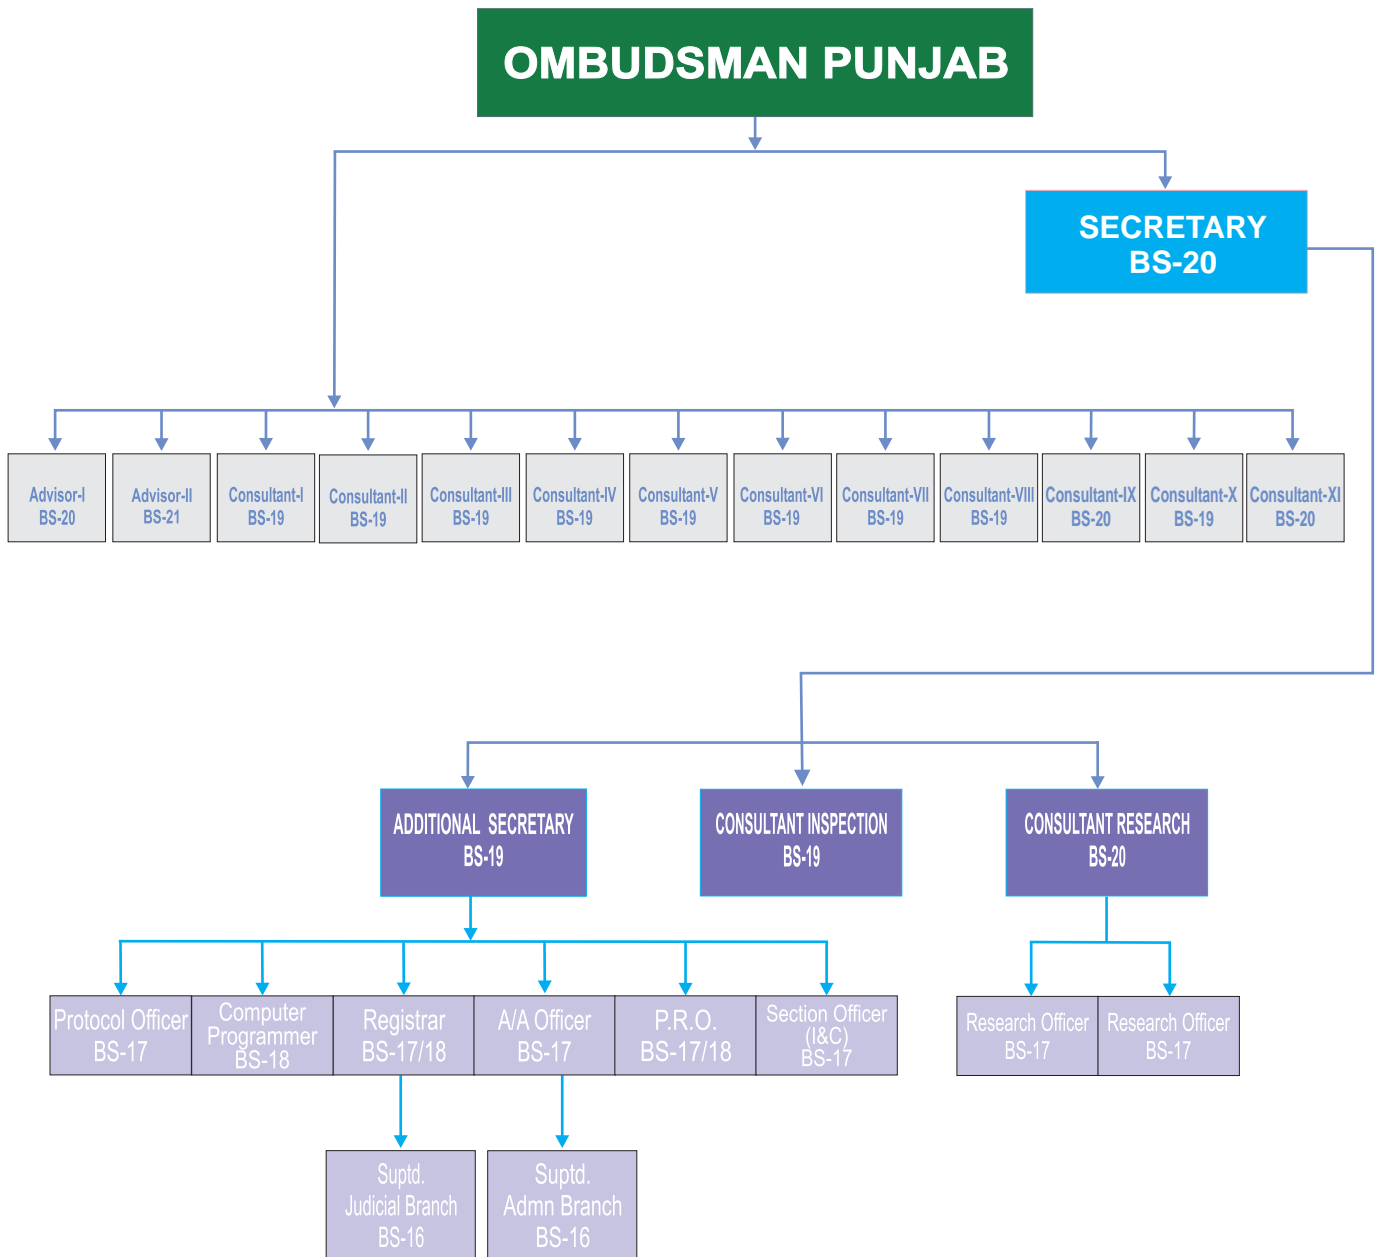 OMBUDSMAN PUNJAB
SECRETARY
BS-20
Advisor-I
BS-20
Advisor-II
BS-21
Consultant-I
BS-19
Consultant-II
BS-19
Consultant-III
BS-19
Consultant-IV
BS-19
Consultant-V
BS-19
Consultant-VI
BS-19
Consultant-VII
BS-19
Consultant-VIII
BS-19
Consultant-IX
BS-20
Consultant-X
BS-19
Consultant-XI
BS-20
ADDITIONAL SECRETARY
BS-19
CONSULTANT INSPECTION
BS-19
CONSULTANT RESEARCH
BS-20
Protocol Officer
BS-17
Computer
Programmer
BS-18
Registrar
BS-17/18
A/A Officer
BS-17
P.R.O.
BS-17/18
Section Officer
(I&C)
BS-17
Research Officer
BS-17
Research Officer
BS-17
Suptd.
Judicial Branch
BS-16
Suptd.
Admn Branch
BS-16